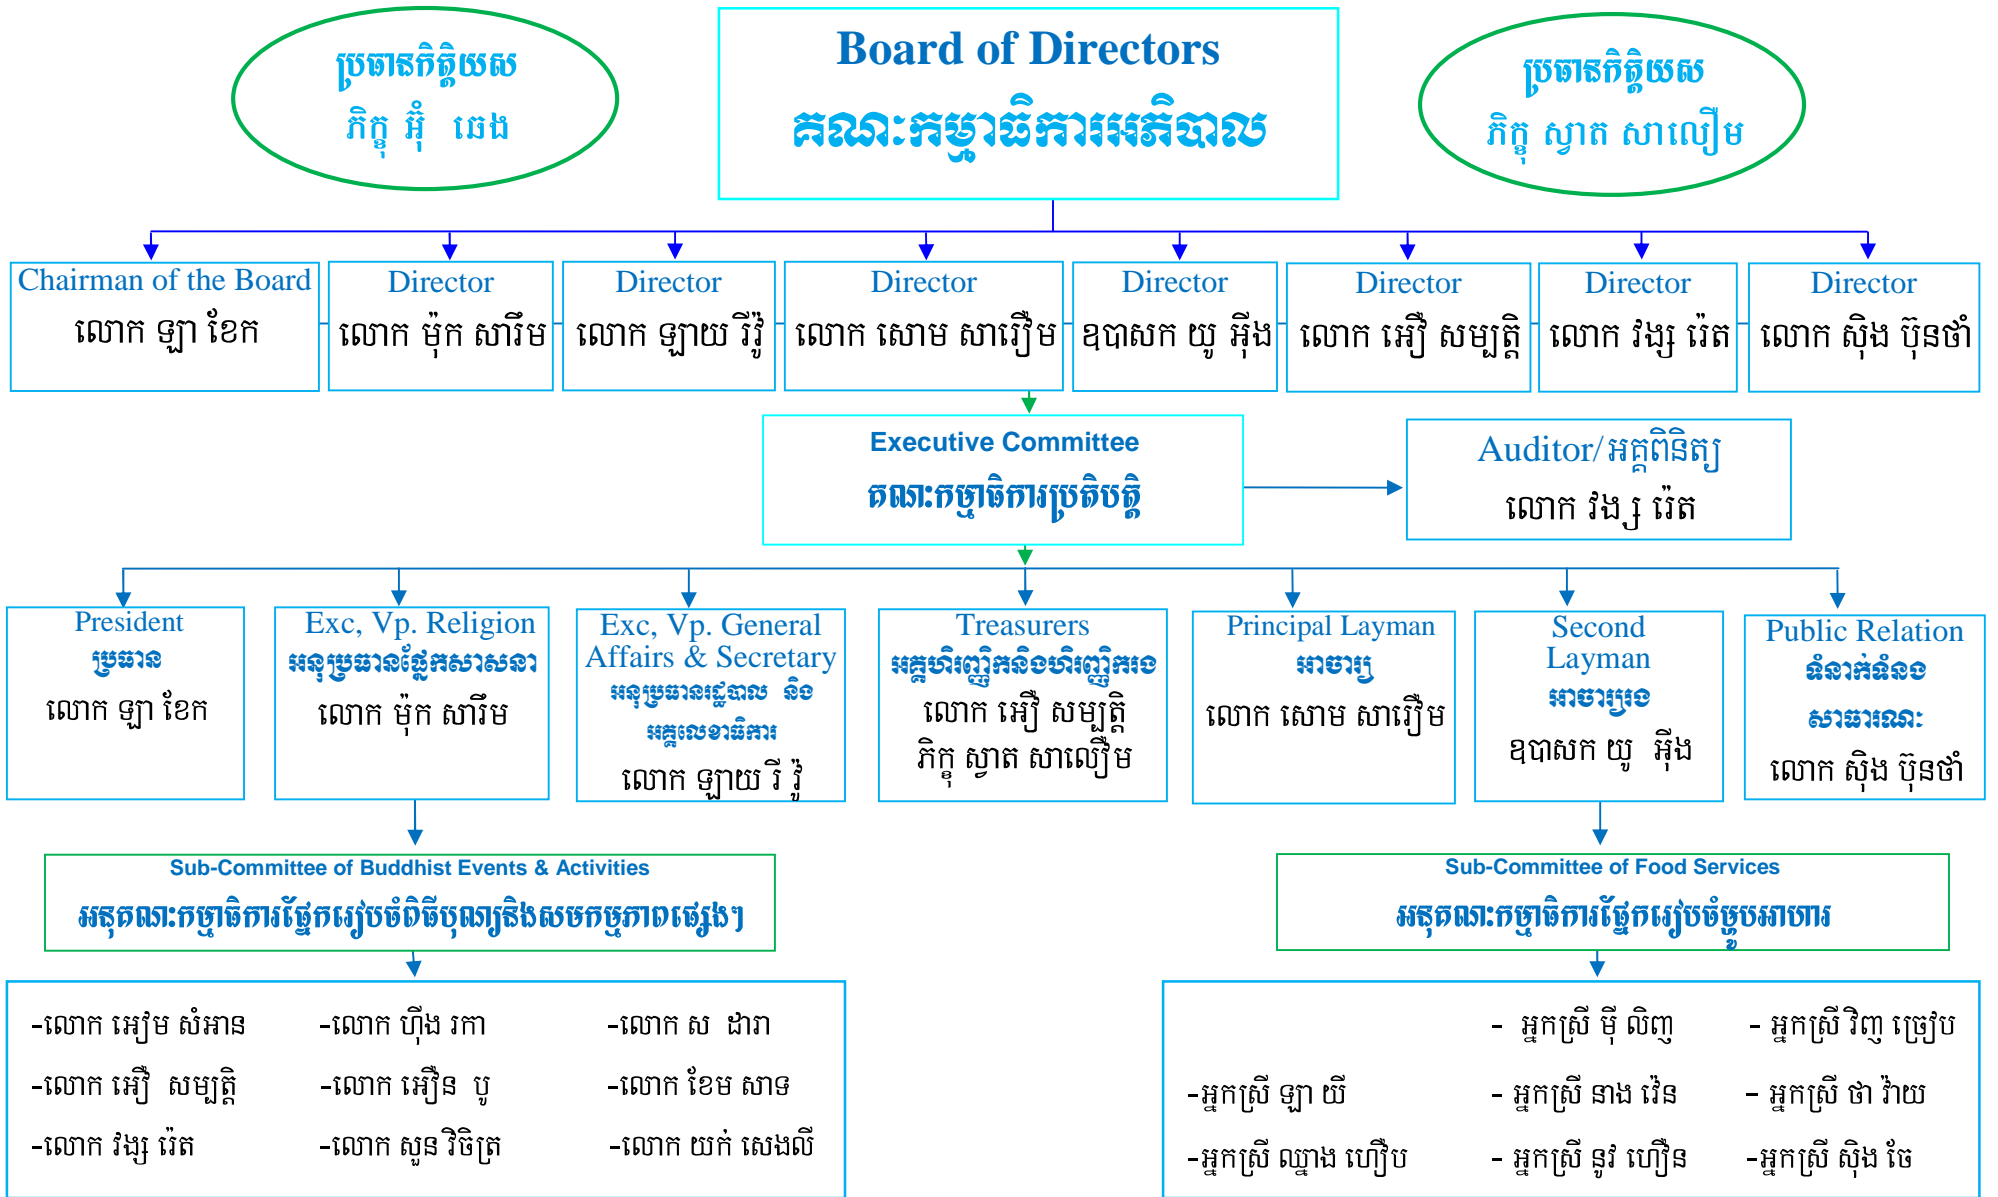 ប្រធានកិត្តិយស
ភិក្ខុ អ៊ុំ ឆេង
Board of Directors
គណៈកម្មាធិការអភិបាល
ប្រធានកិត្តិយស
ភិក្ខុ ស្វាត សាលឿម
Chairman of the Board
លោក ឡា ខែក
Director
លោក ម៉ុក សារឹម
Director
លោក ឡាយ រីវ៉ូ
Director
លោក សោម សារឿម
Director
ឧបាសក យូ អ៊ីង
Director
លោក អឿ សម្បត្តិ
Director
លោក វង្ស រ៉េត
Director
លោក ស៊ិង ប៊ុនថាំ
Executive Committee
គណៈកម្មាធិការប្រតិបត្តិ
Auditor/អគ្គពិនិត្យ
លោក វង្ស រ៉េត
President
ប្រធាន
លោក ឡា ខែក
Exc, Vp. Religion
អនុប្រធានផ្នែកសាសនា
លោក ម៉ុក សារឹម
Exc, Vp. General
Affairs & Secretary
អនុប្រធានរដ្ឋបាល និង
អគ្គលេខាធិការ
លោក ឡាយ រី វ៉ូ
Treasurers
អគ្គហិរញ្ញិកនិងហិរញ្ញិករង
លោក អឿ សម្បត្តិ
ភិក្ខុ ស្វាត សាលឿម
Principal Layman
អាចារ្យ
លោក សោម សារឿម
Second
Layman
អាចារ្យរង
ឧបាសក យូ អ៊ីង
Public Relation
ទំនាក់ទំនង
សាធារណៈ
លោក ស៊ិង ប៊ុនថាំ
Sub-Committee of Buddhist Events & Activities
អនុគណៈកម្មាធិការផ្នែករៀបចំពិធីបុណ្យនិងសមកម្មភាពផ្សេងៗ
Sub-Committee of Food Services
អនុគណៈកម្មាធិការផ្នែករៀបចំម្ហូបអាហារ
-លោក អៀម សំអាន -លោក ហ៊ីង រកា -លោក ស ដារា
-លោក អឿ សម្បត្តិ -លោក អឿន បូ -លោក ខែម សាទ
-លោក វង្ស រ៉េត -លោក សួន វិចិត្រ -លោក យក់ សេងលី
- អ្នកស្រី ម៉ី លិញ - អ្នកស្រី វិញ ច្រៀប
-អ្នកស្រី ឡា យី - អ្នកស្រី នាង វ៉េន - អ្នកស្រី ថា វ៉ាយ
-អ្នកស្រី ឈ្នាង ហឿប - អ្នកស្រី នូវ ហឿន -អ្នកស្រី ស៊ិង ចែ